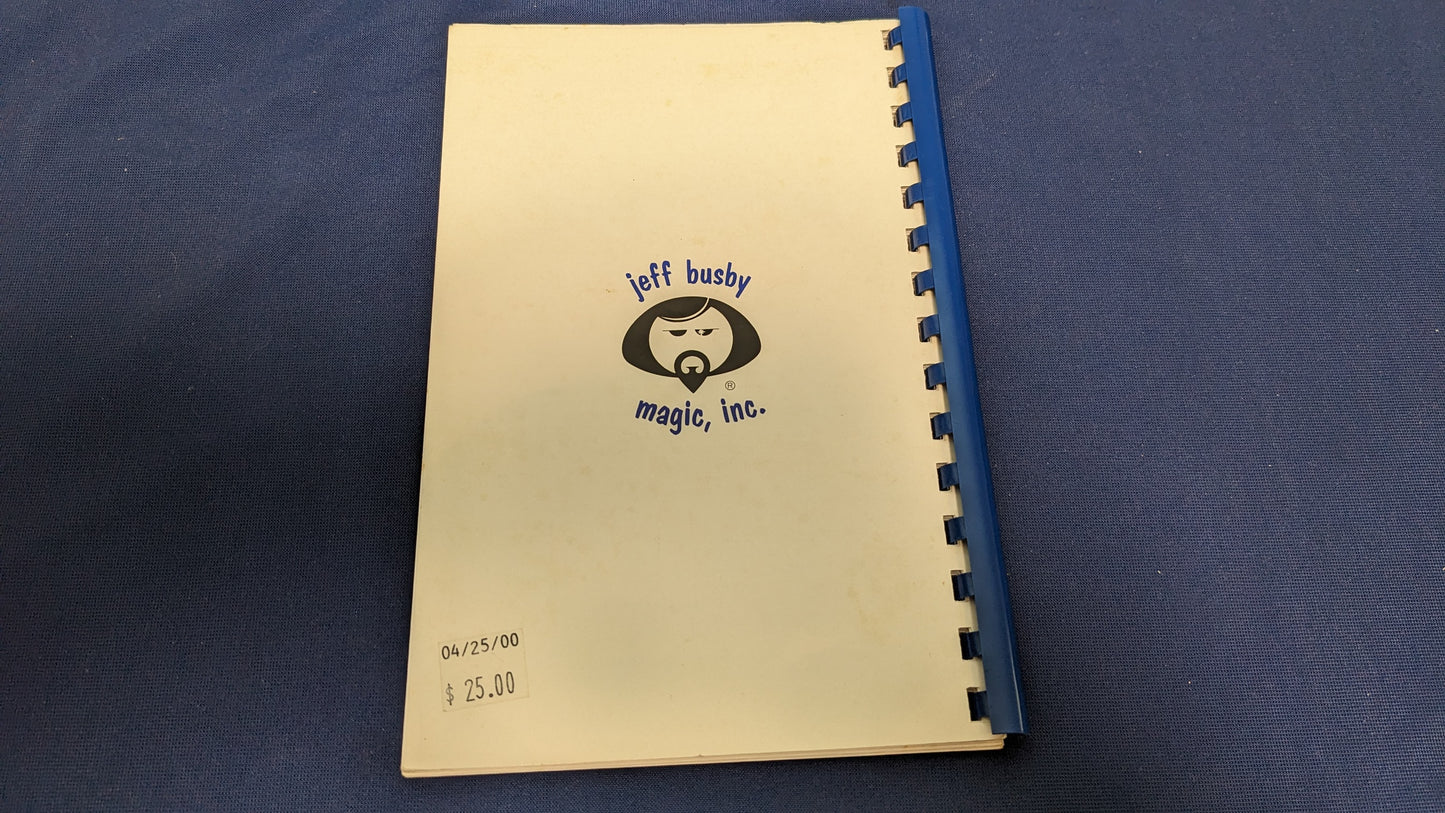 jeff busby
®
magic, inc.
04/25/00
$ 25.00